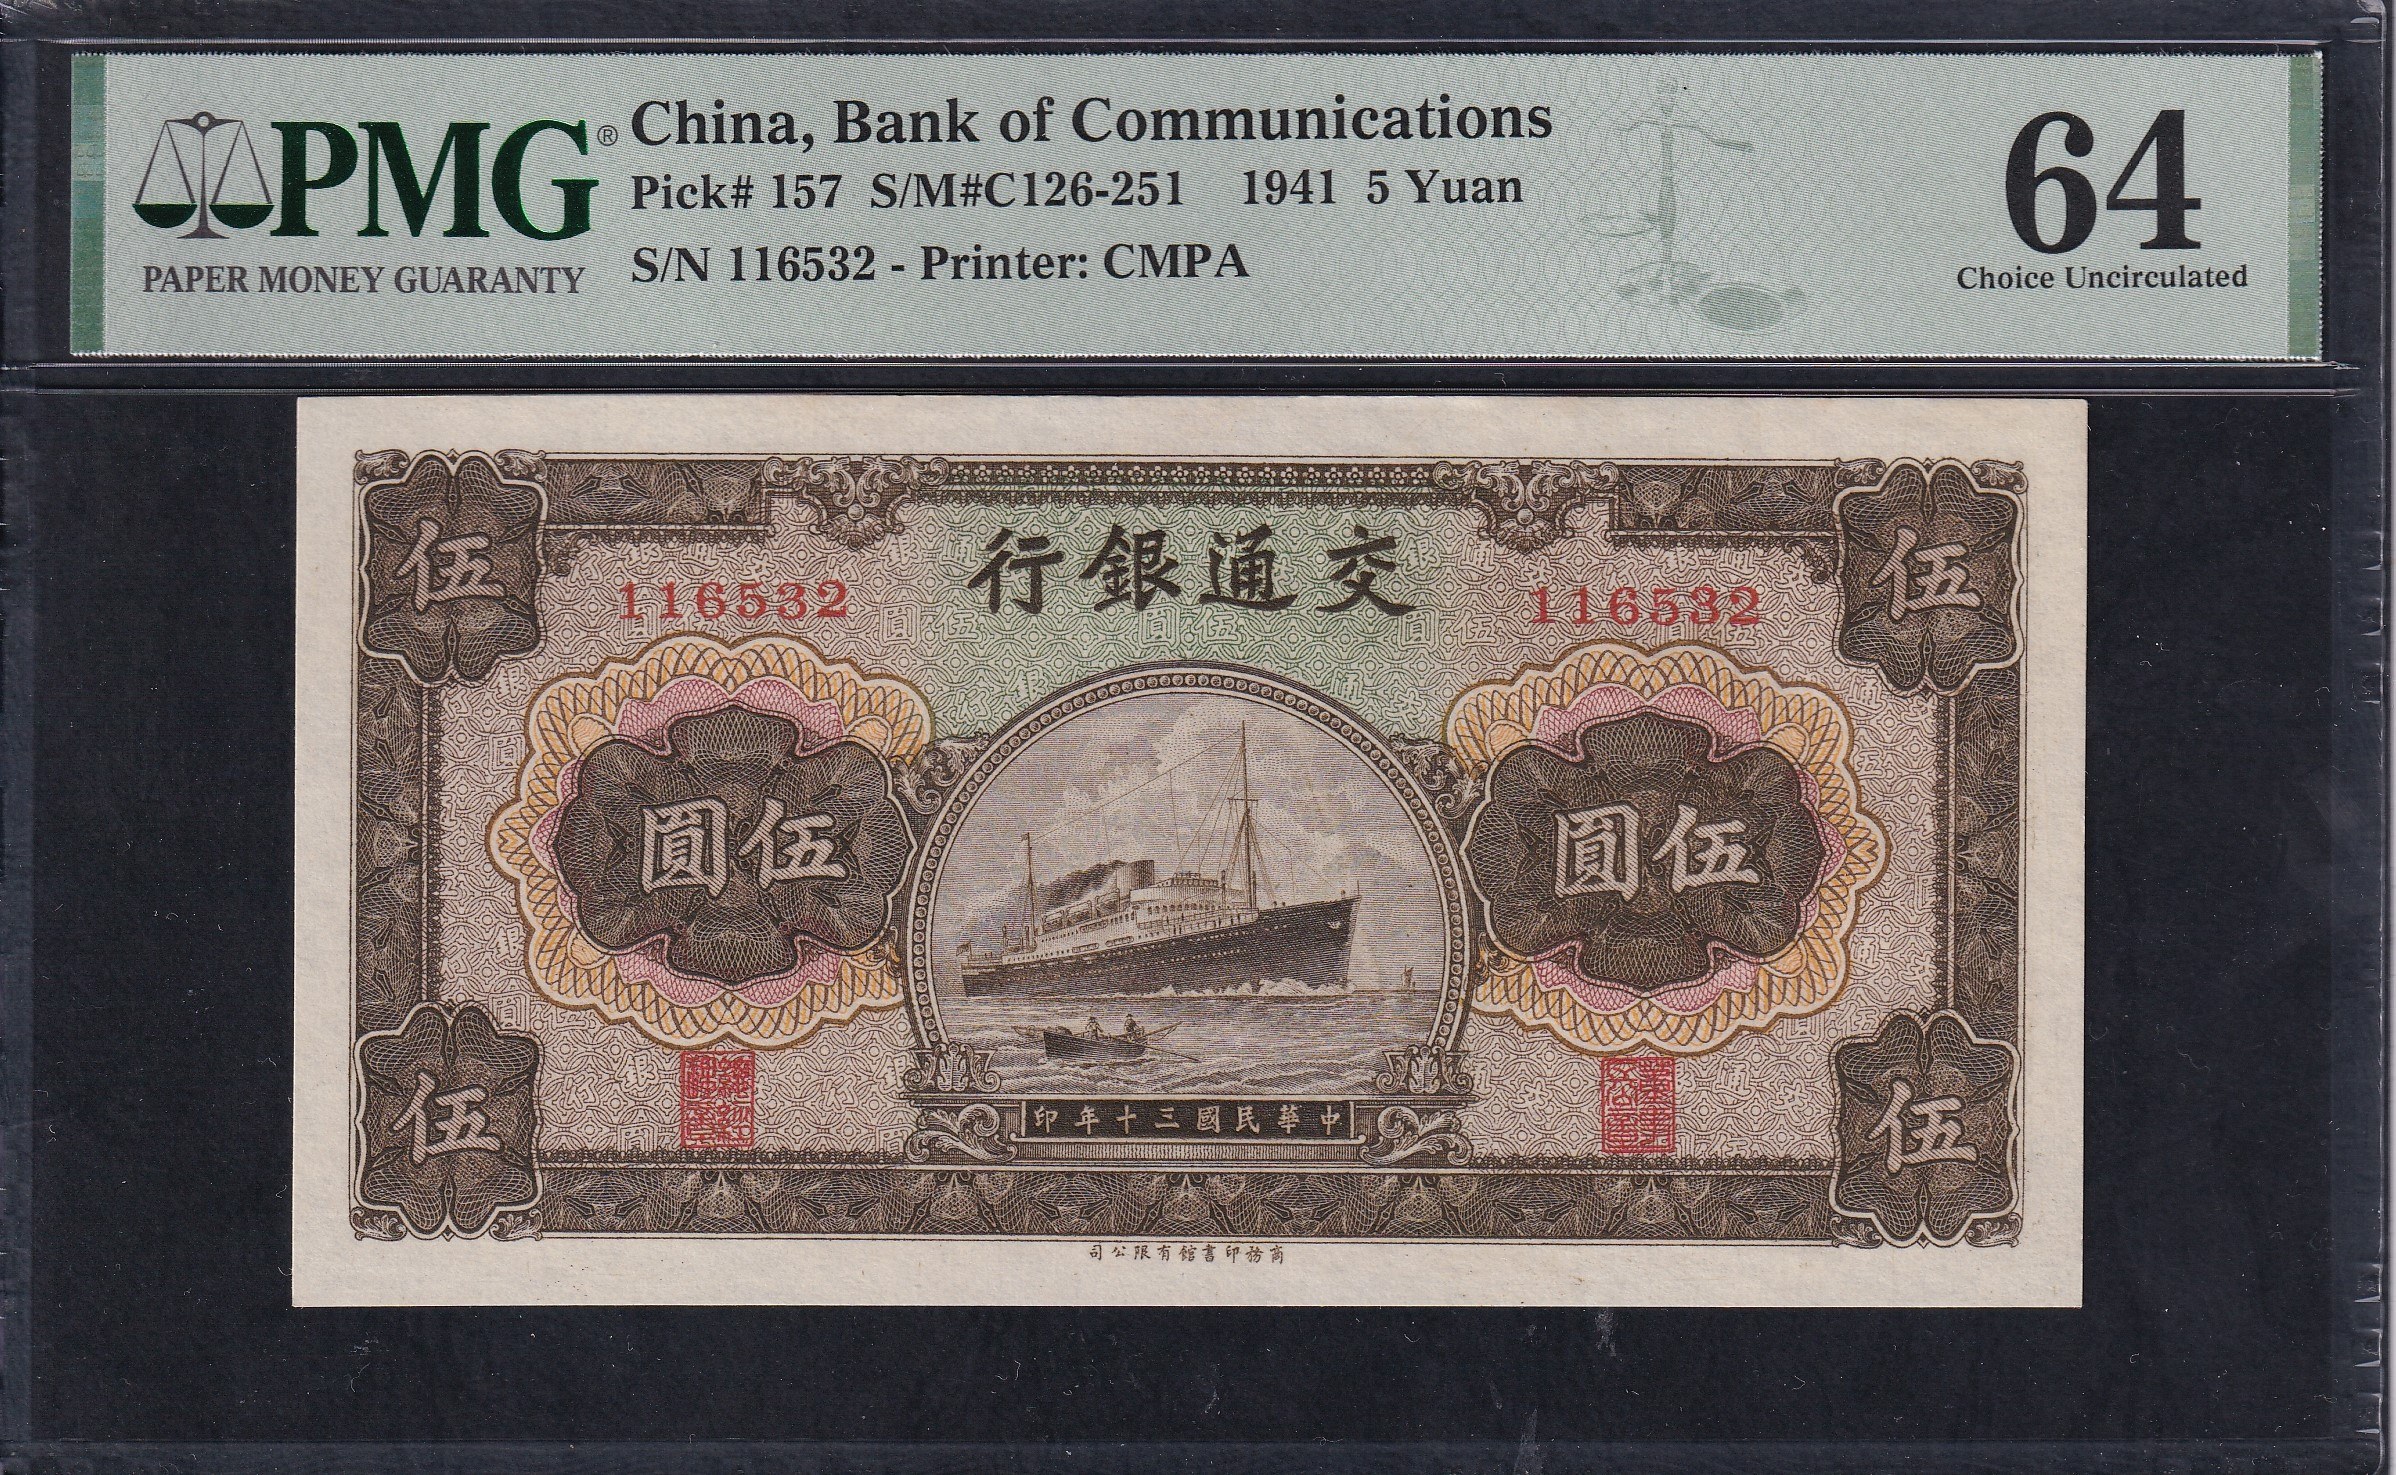 PMG®
PAPER MONEY GUARANTY
China, Bank of Communications
Pick# 157 S/M#C126-251 1941 5 Yuan
S/N 116532 - Printer: CMPA
64
Choice Uncirculated
伍 伍
交通銀行
116532 116532
伍圓 伍圓
中華民國三十年印
伍 伍
商務印書館有限公司